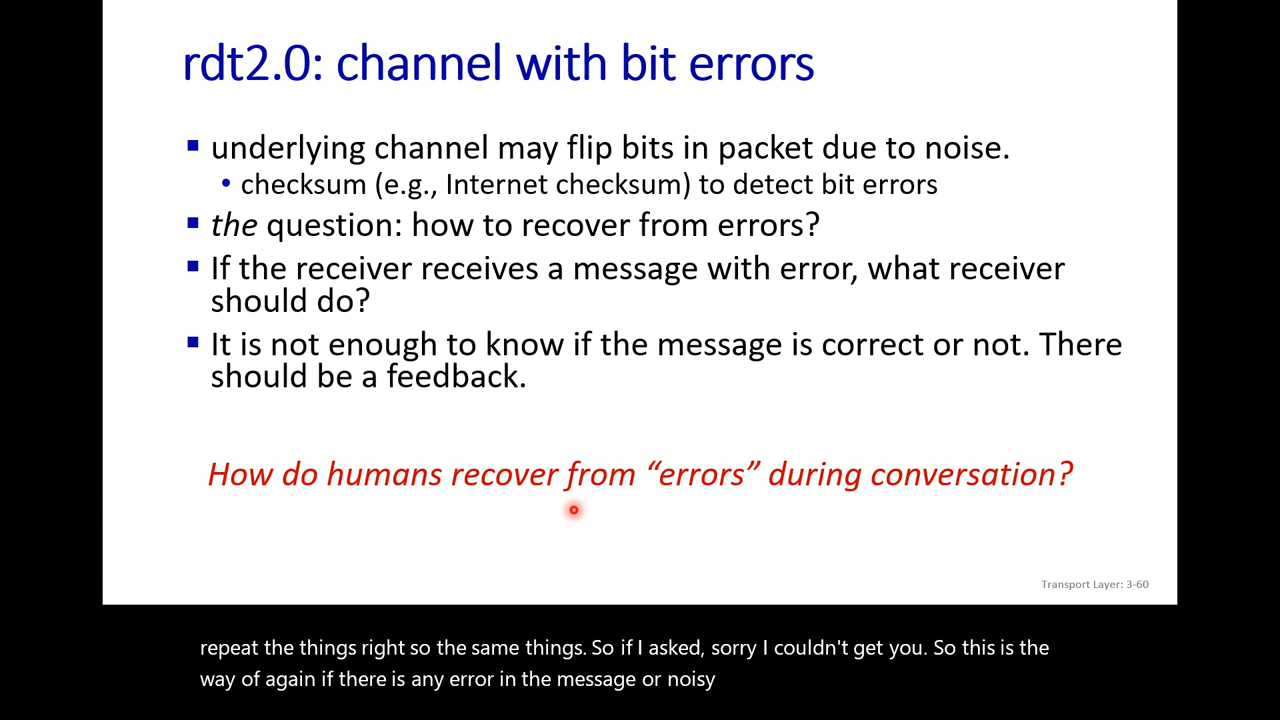 rdt2.0: channel with bit errors
▪ underlying channel may flip bits in packet due to noise.
• checksum (e.g., Internet checksum) to detect bit errors
▪ the question: how to recover from errors?
▪ If the receiver receives a message with error, what receiver
should do?
▪ It is not enough to know if the message is correct or not. There
should be a feedback.
How do humans recover from “errors” during conversation?
Transport Layer: 3-60
repeat the things right so the same things. So if I asked, sorry I couldn't get you. So this is the
way of again if there is any error in the message or noisy